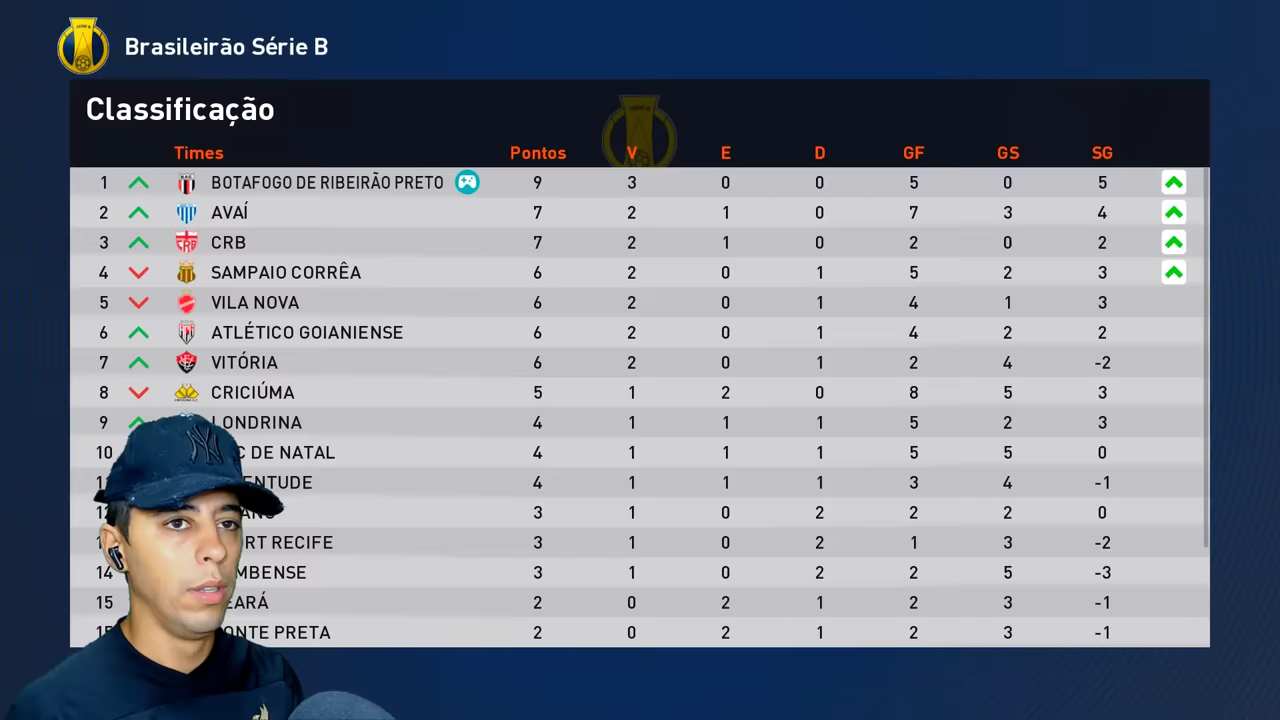 Brasileirão Série B
Classificação
Times Pontos V E D GF GS SG
1 BOTAFOGO DE RIBEIRÃO PRETO 9 3 0 0 5 0 5
2 AVAÍ 7 2 1 0 7 3 4
3 CRB 7 2 1 0 2 0 2
4 SAMPAIO CORRÊA 6 2 0 1 5 2 3
5 VILA NOVA 6 2 0 1 4 1 3
6 ATLÉTICO GOIANIENSE 6 2 0 1 4 2 2
7 VITÓRIA 6 2 0 1 2 4 -2
8 CRICIÚMA 5 1 2 0 8 5 3
9 LONDRINA 4 1 1 1 5 2 3
10 C DE NATAL 4 1 1 1 5 5 0
ENTUDE 4 1 1 1 3 4 -1
3 1 0 2 2 2 0
RT RECIFE 3 1 0 2 1 3 -2
14 MBENSE 3 1 0 2 2 5 -3
15 EARÁ 2 0 2 1 2 3 -1
ONTE PRETA 2 0 2 1 2 3 -1